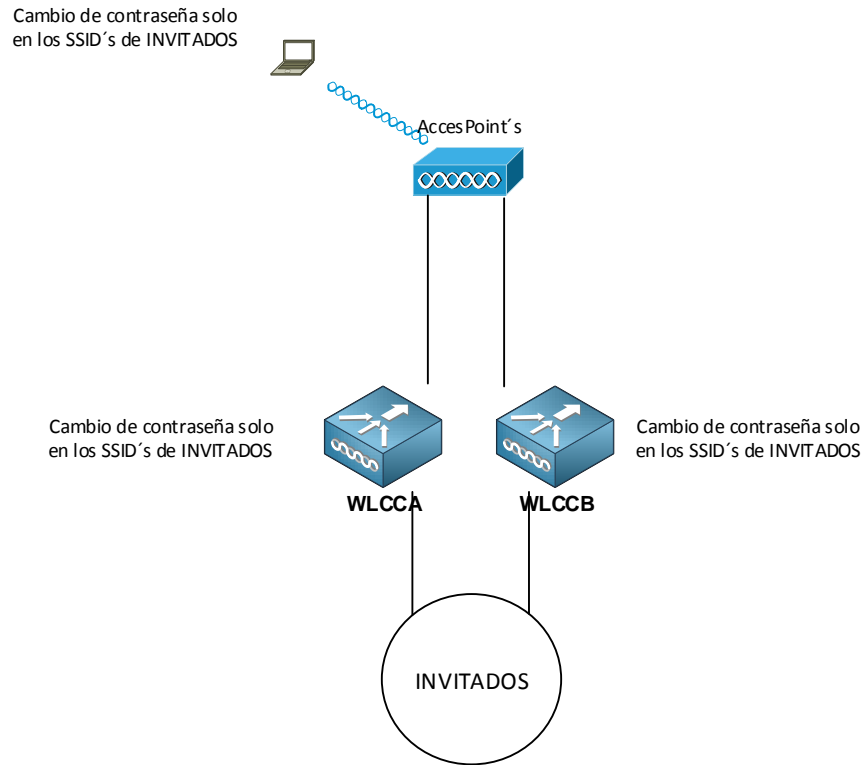 Cambio de contraseña solo
en los SSID´s de INVITADOS
AccesPoint´s
Cambio de contraseña solo
en los SSID´s de INVITADOS
Cambio de contraseña solo
en los SSID´s de INVITADOS
WLCCA
WLCCB
INVITADOS